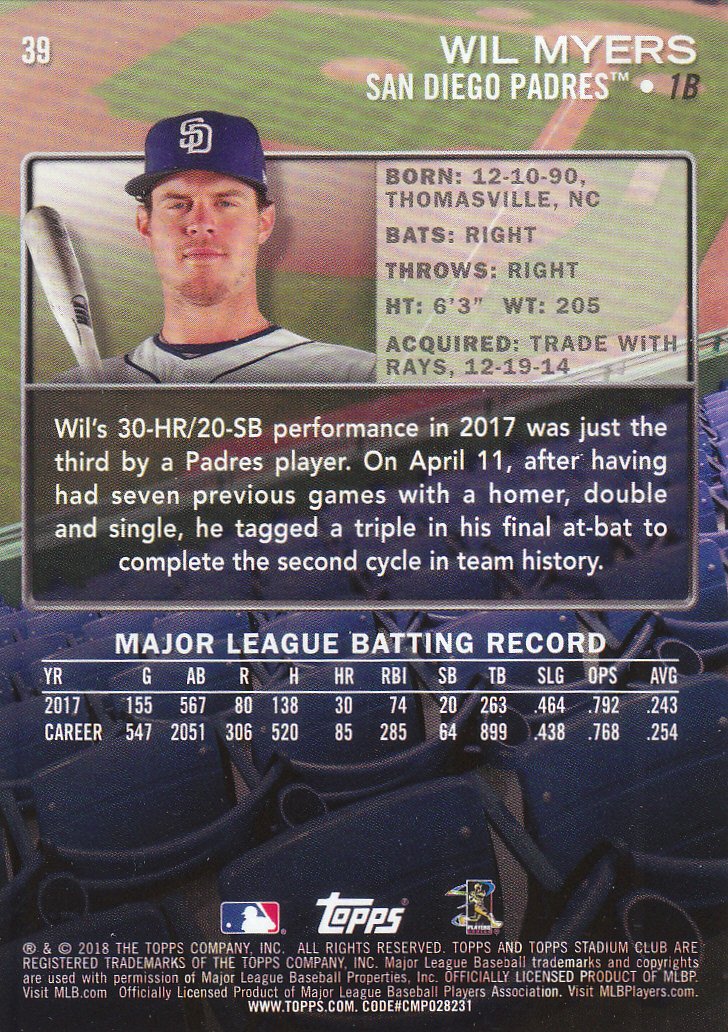 39
WIL MYERS
SAN DIEGO PADRES™ • 1B
SD
BORN: 12-10-90,
THOMASVILLE, NC
BATS: RIGHT
THROWS: RIGHT
HT: 6'3" WT: 205
ACQUIRED: TRADE WITH
RAYS, 12-19-14
Wil's 30-HR/20-SB performance in 2017 was just the
third by a Padres player. On April 11, after having
had seven previous games with a homer, double
and single, he tagged a triple in his final at-bat to
complete the second cycle in team history.
MAJOR LEAGUE BATTING RECORD
YR G AB R H HR RBI SB TB SLG OPS AVG
2017 155 567 80 138 30 74 20 263 .464 .792 .243
CAREER 547 2051 306 520 85 285 64 899 .438 .768 .254
Topps®
PLAYERS
® & © 2018 THE TOPPS COMPANY, INC. ALL RIGHTS RESERVED. TOPPS AND TOPPS STADIUM CLUB ARE
REGISTERED TRADEMARKS OF THE TOPPS COMPANY, INC. Major League Baseball trademarks and copyrights
are used with permission of Major League Baseball Properties, Inc. OFFICIALLY LICENSED PRODUCT OF MLBP.
Visit MLB.com Officially Licensed Product of Major League Baseball Players Association. Visit MLBPlayers.com.
WWW.TOPPS.COM. CODE#CMP028231